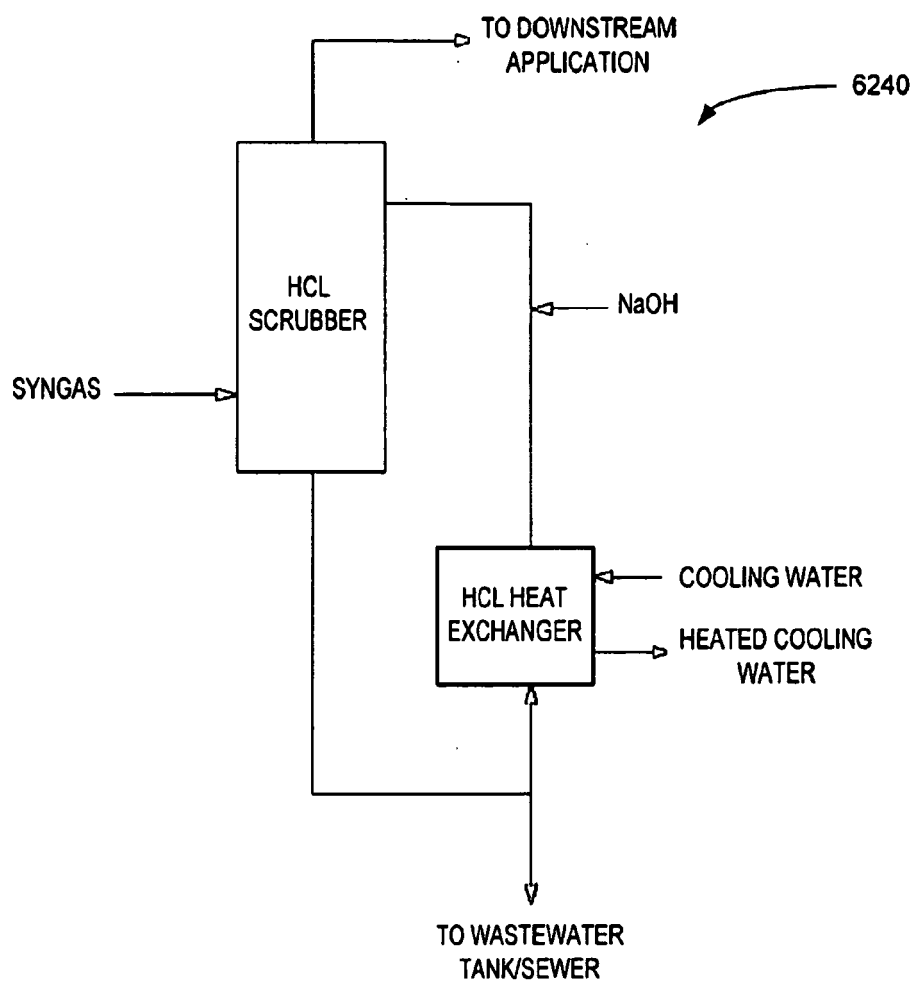 TO DOWNSTREAM
APPLICATION
6240
HCL
SCRUBBER
NaOH
SYNGAS
HCL HEAT
EXCHANGER
COOLING WATER
HEATED COOLING
WATER
TO WASTEWATER
TANK/SEWER